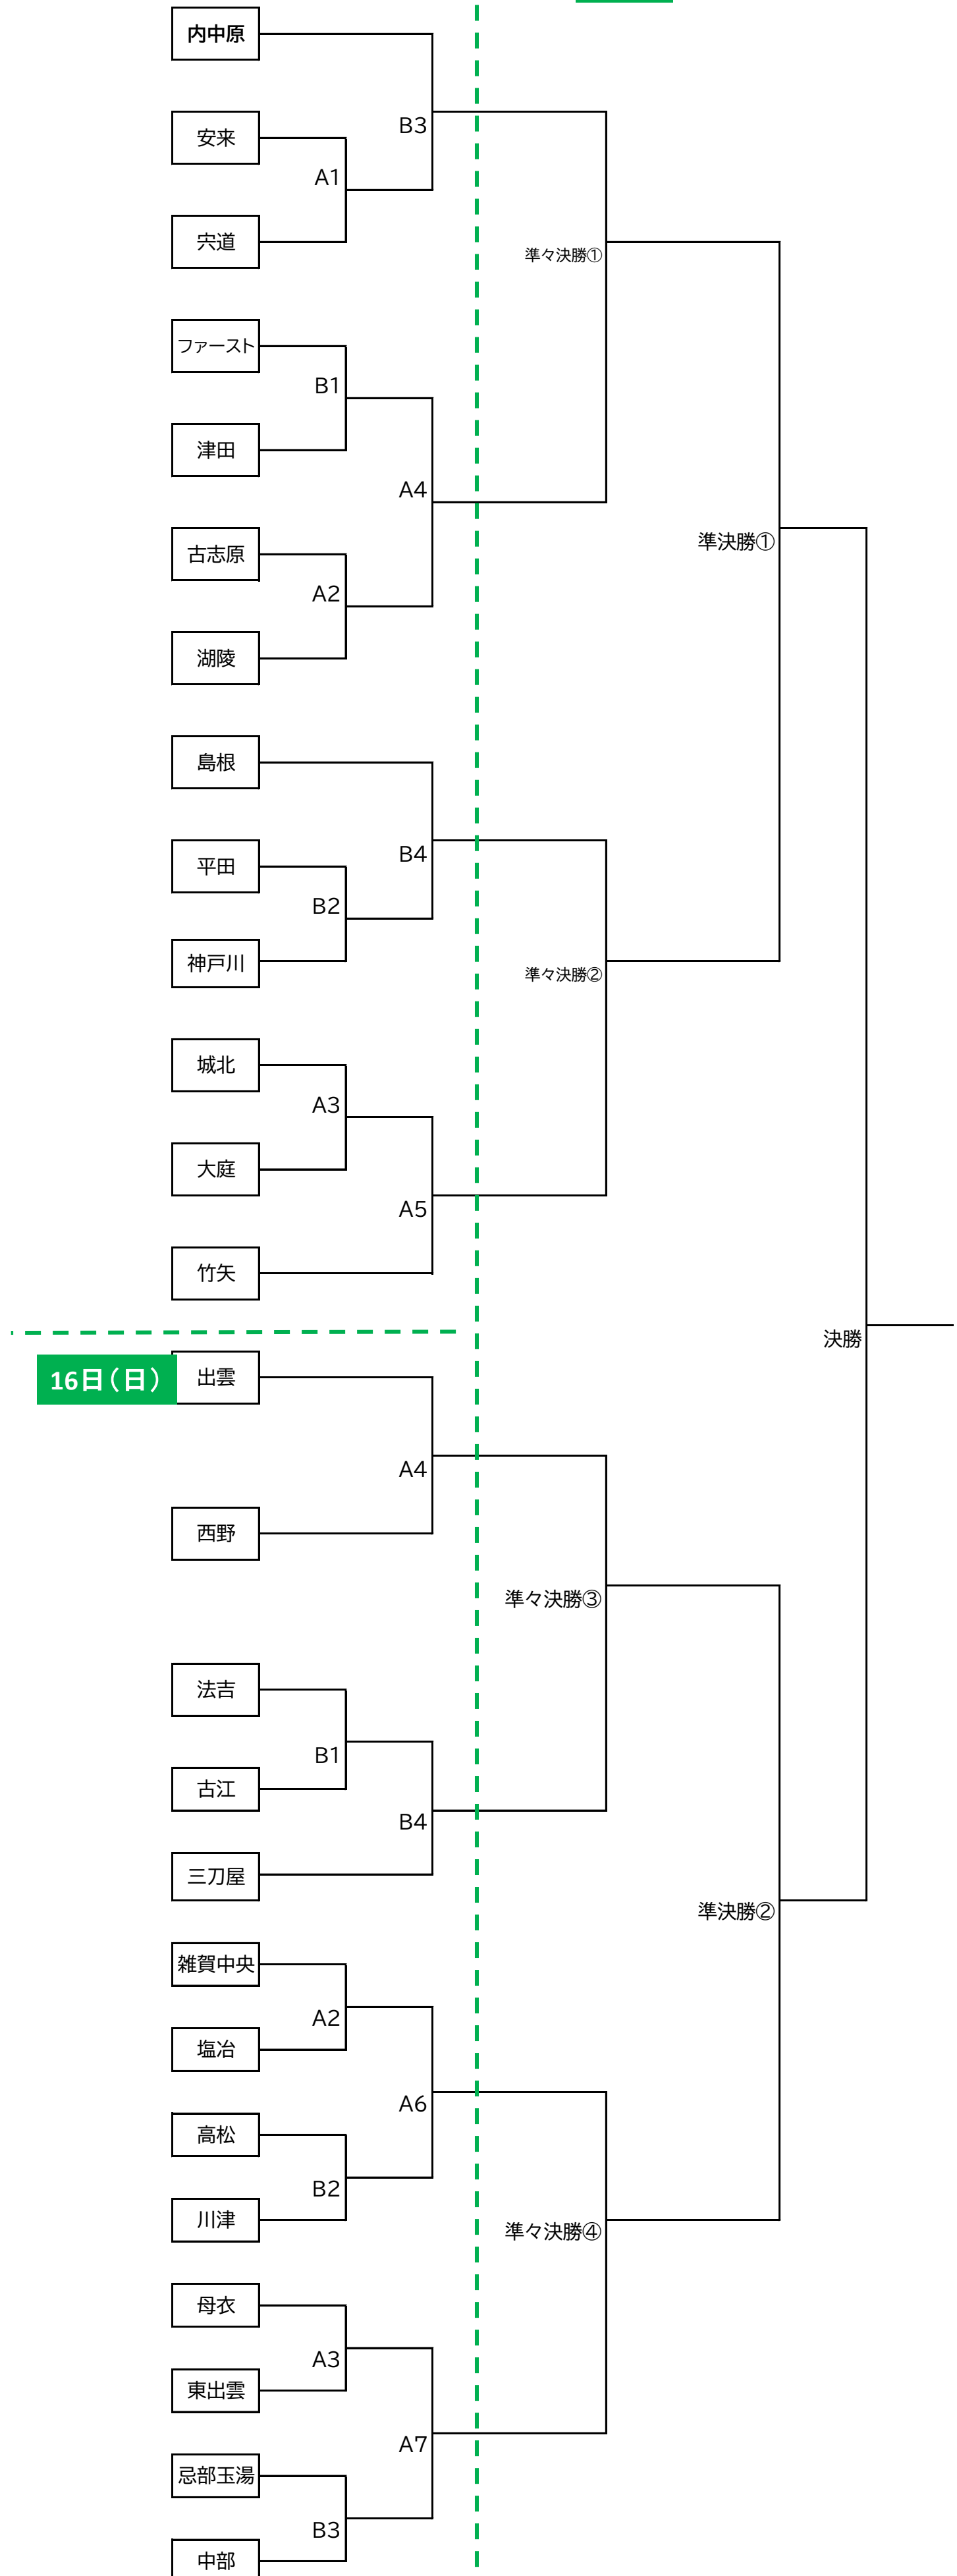 内中原
B3
安来
A1
宍道
準々決勝①
ファースト
B1
津田
A4
準決勝①
古志原
A2
湖陵
島根
B4
平田
B2
神戸川
準々決勝②
城北
A3
大庭
A5
竹矢
決勝
16日（日）
出雲
A4
西野
準々決勝③
法吉
B1
古江
B4
三刀屋
準決勝②
雑賀中央
A2
塩冶
A6
高松
B2
川津
準々決勝④
母衣
A3
東出雲
A7
忌部玉湯
B3
中部